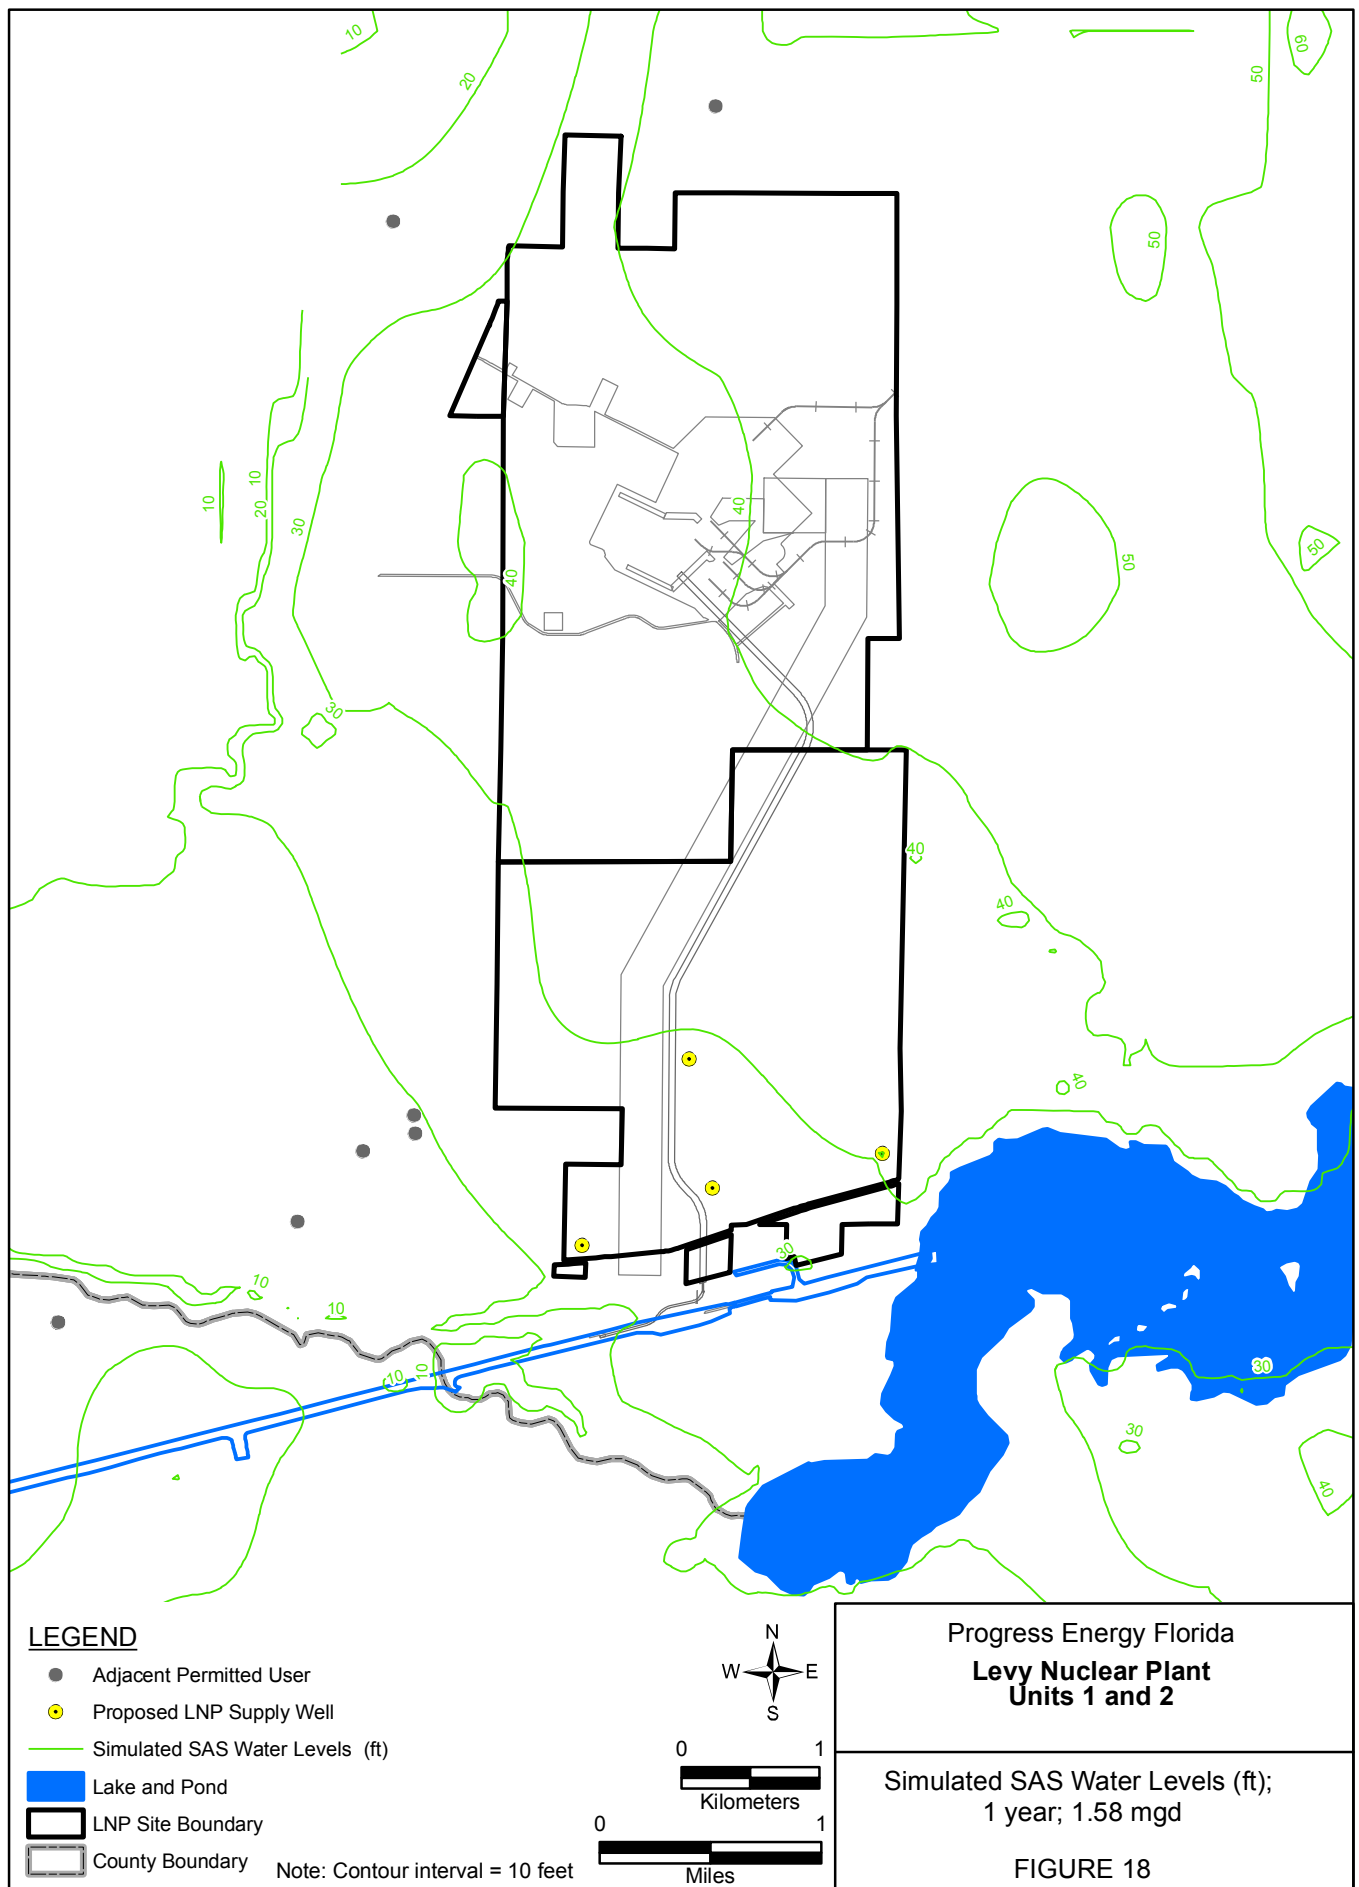 10
20
60
50
50
10
20
10
30
40
40
50
50
30
40
40
40
30
10
10
10
10
30
30
40
LEGEND
Adjacent Permitted User
Proposed LNP Supply Well
Simulated SAS Water Levels (ft)
Lake and Pond
LNP Site Boundary
County Boundary
Note: Contour interval = 10 feet
N
W E
S
0 1
Kilometers
0 1
Miles
Progress Energy Florida
Levy Nuclear Plant
Units 1 and 2
Simulated SAS Water Levels (ft);
1 year; 1.58 mgd
FIGURE 18